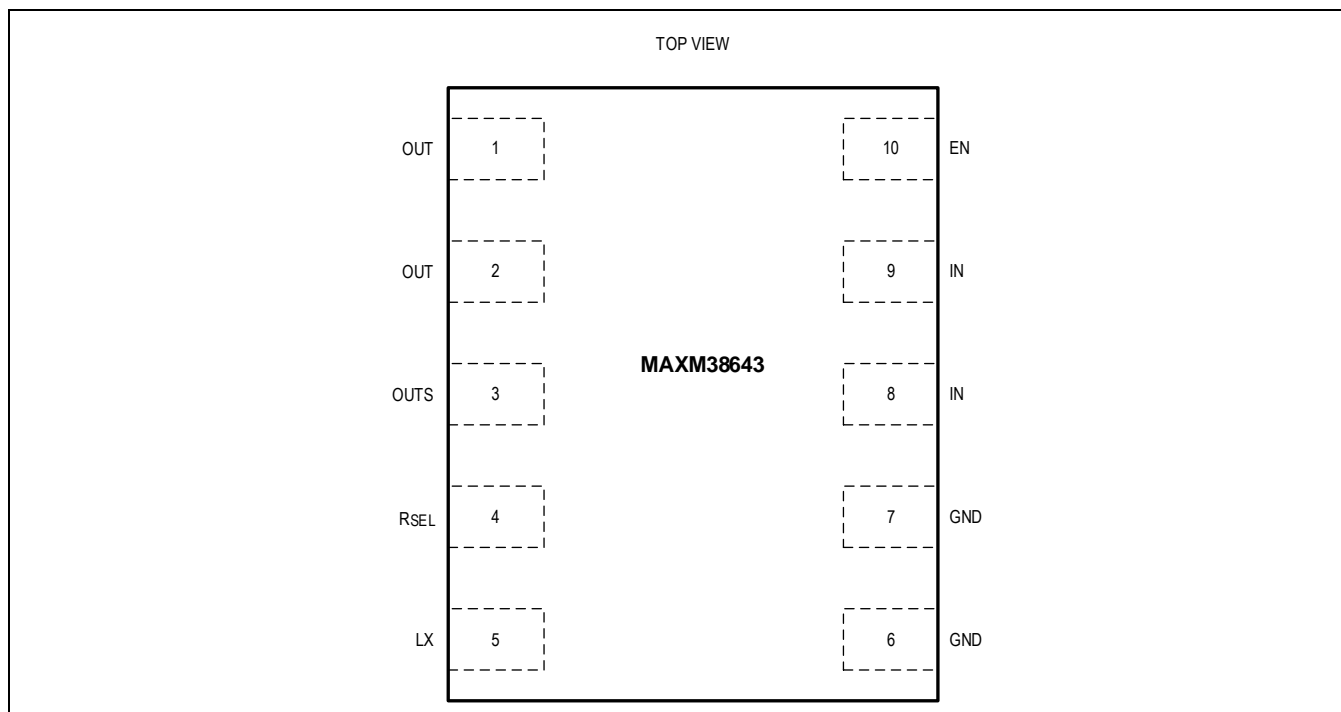 TOP VIEW
OUT 1 10 EN
OUT 2 9 IN
MAXM38643
OUTS 3 8 IN
RSEL 4 7 GND
LX 5 6 GND